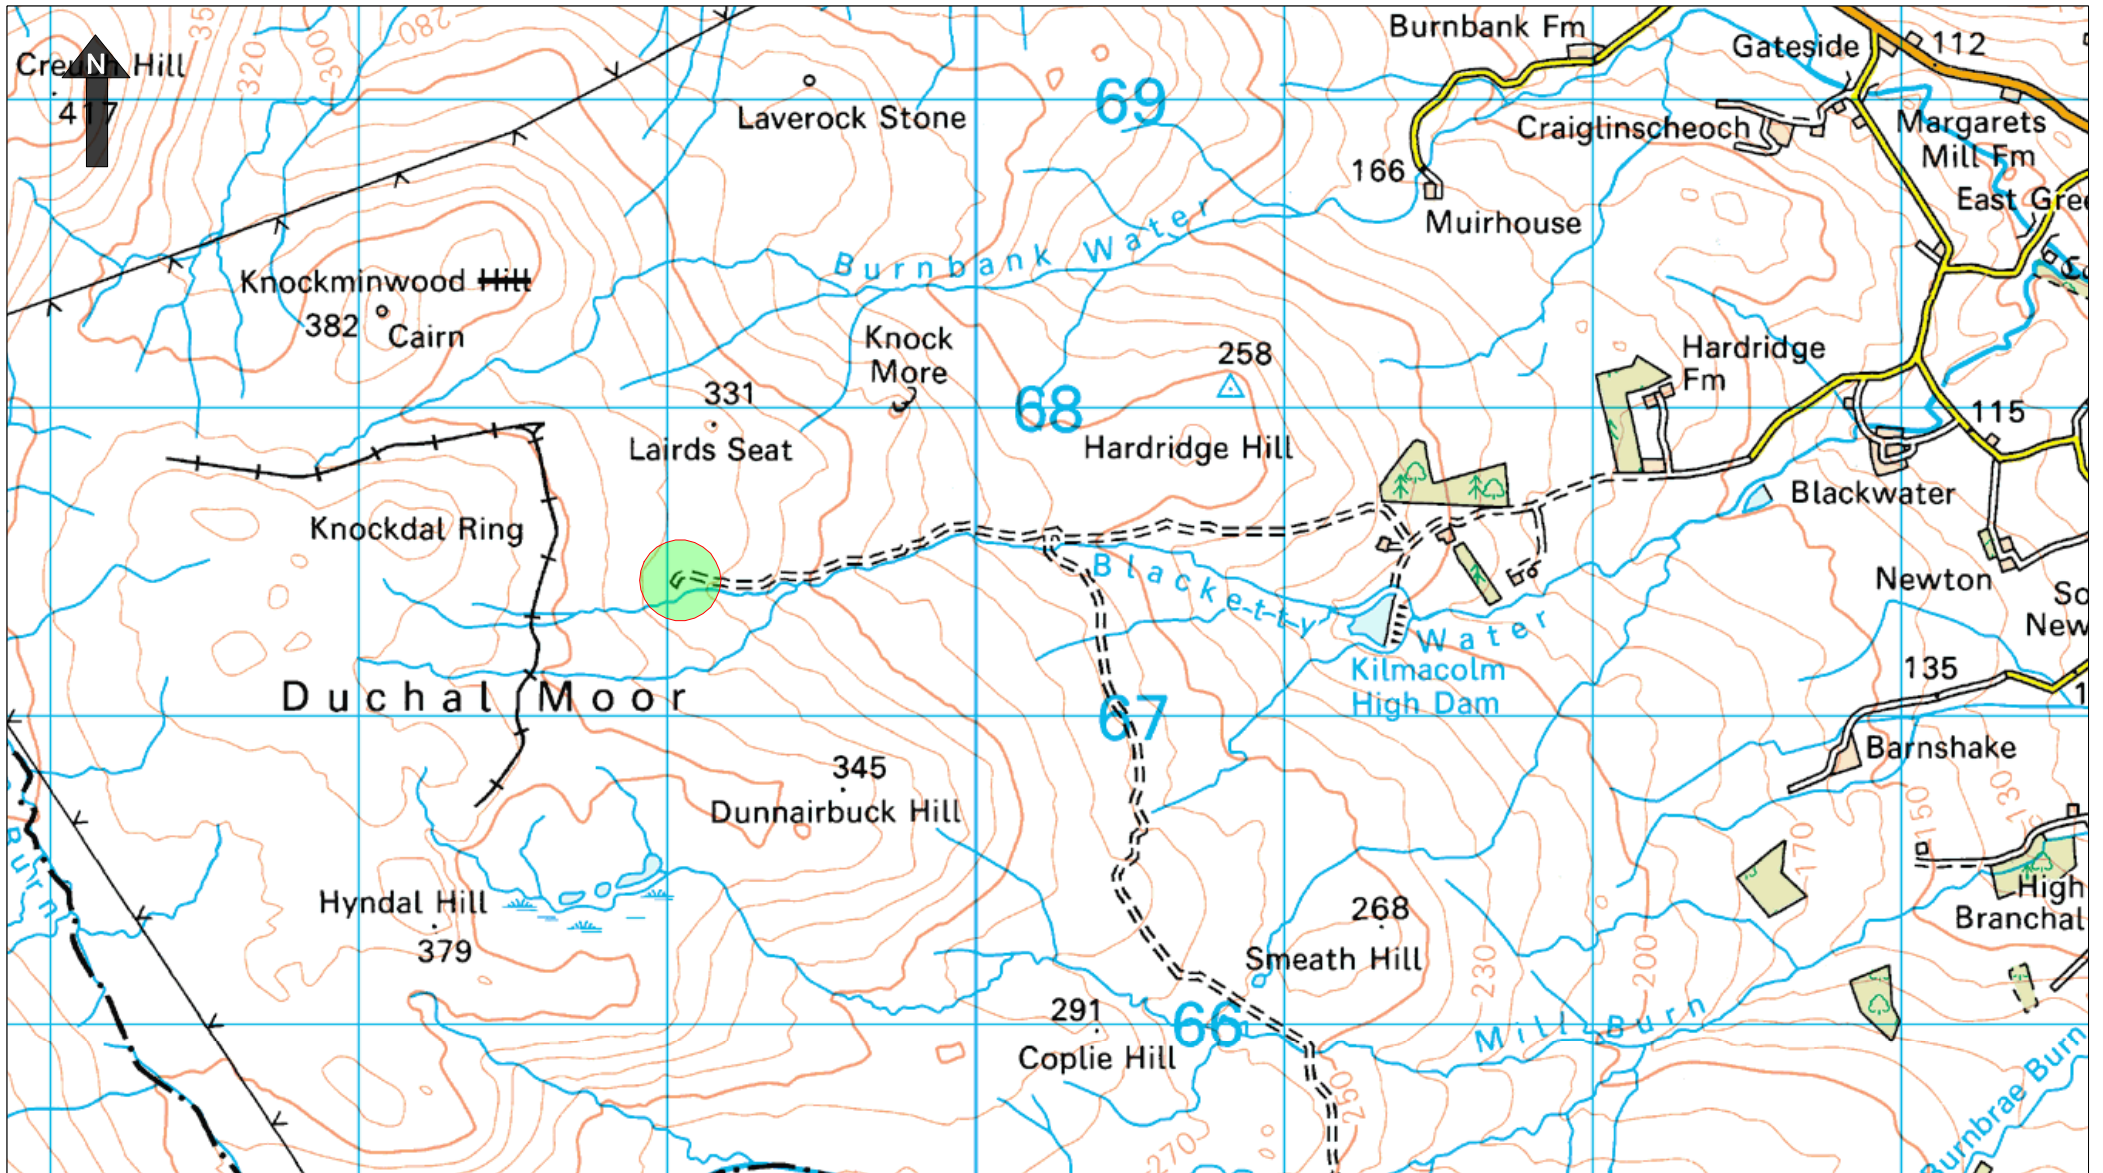 Burnbank Fm
Gateside
112
N
Creuch Hill
417
320
300
280
69
Laverock Stone
Craiglinscheoch
Margarets
Mill Fm
166
Muirhouse
East Gree
Burnbank Water
Knockminwood Hill
382
Cairn
Knock
More
258
Hardridge
Fm
331
68
115
Lairds Seat
Hardridge Hill
Knockdal Ring
Blackwater
Blacketty Water
Newton
So
New
Kilmacolm
High Dam
135
Duchal Moor
67
Barnshake
345
Dunnairbuck Hill
150
130
170
Burn
Hyndal Hill
379
268
Smeath Hill
230
200
High
Branchal
291
66
Coplie Hill
Mill Burn
250
270
Burnbrae Burn